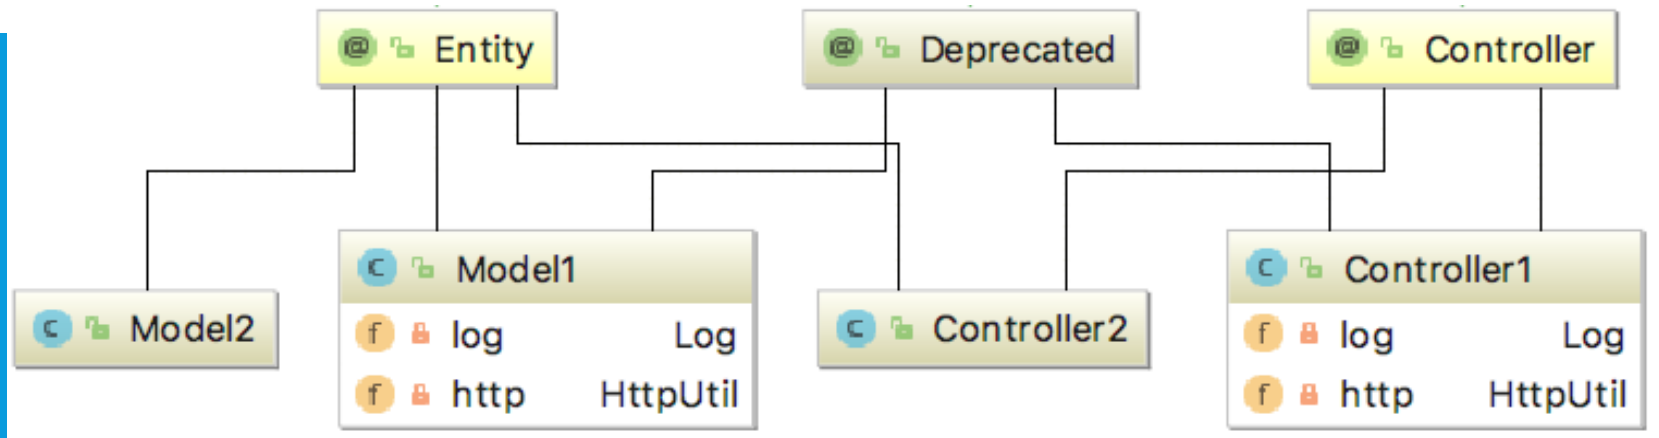 @ Entity
@ Deprecated
@ Controller
C Model1
C Controller1
C Model2
f log Log
C Controller2
f log Log
f http HttpUtil
f http HttpUtil